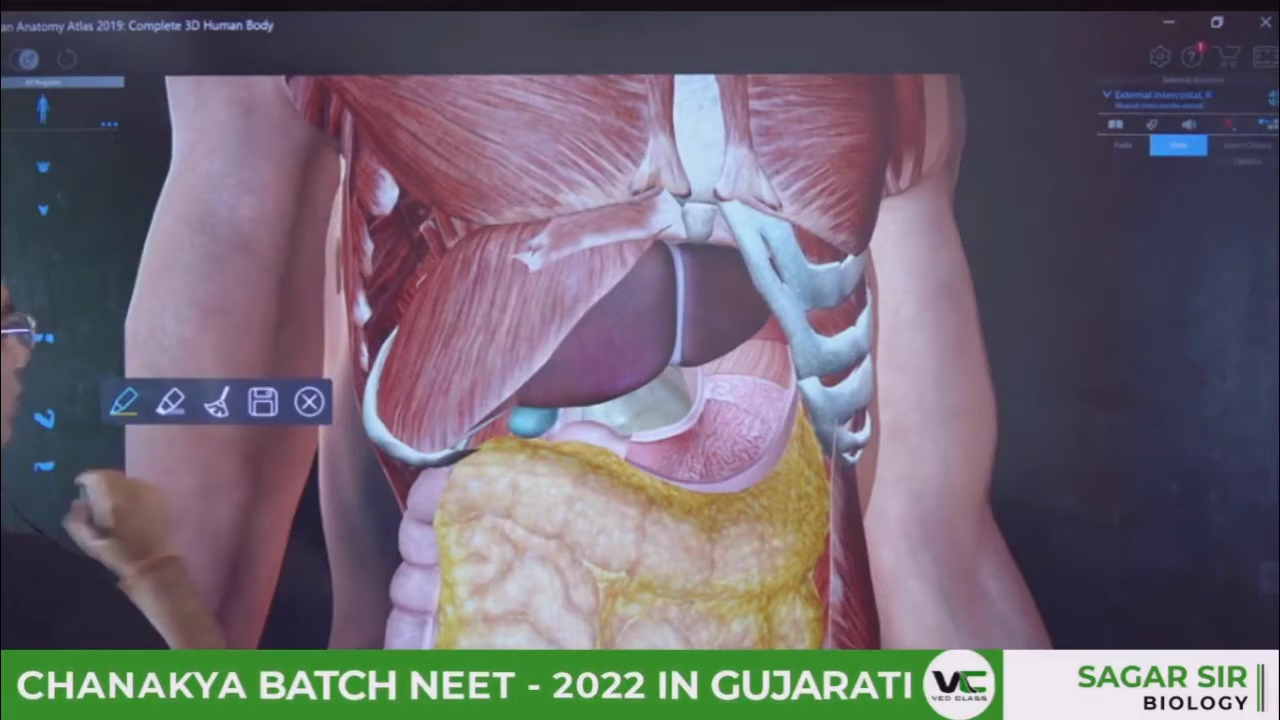 an Anatomy Atlas 2019: Complete 3D Human Body
External intercostal, R
Hide
CHANAKYA BATCH NEET - 2022 IN GUJARATI
VC
VED CLASS
SAGAR SIR
BIOLOGY